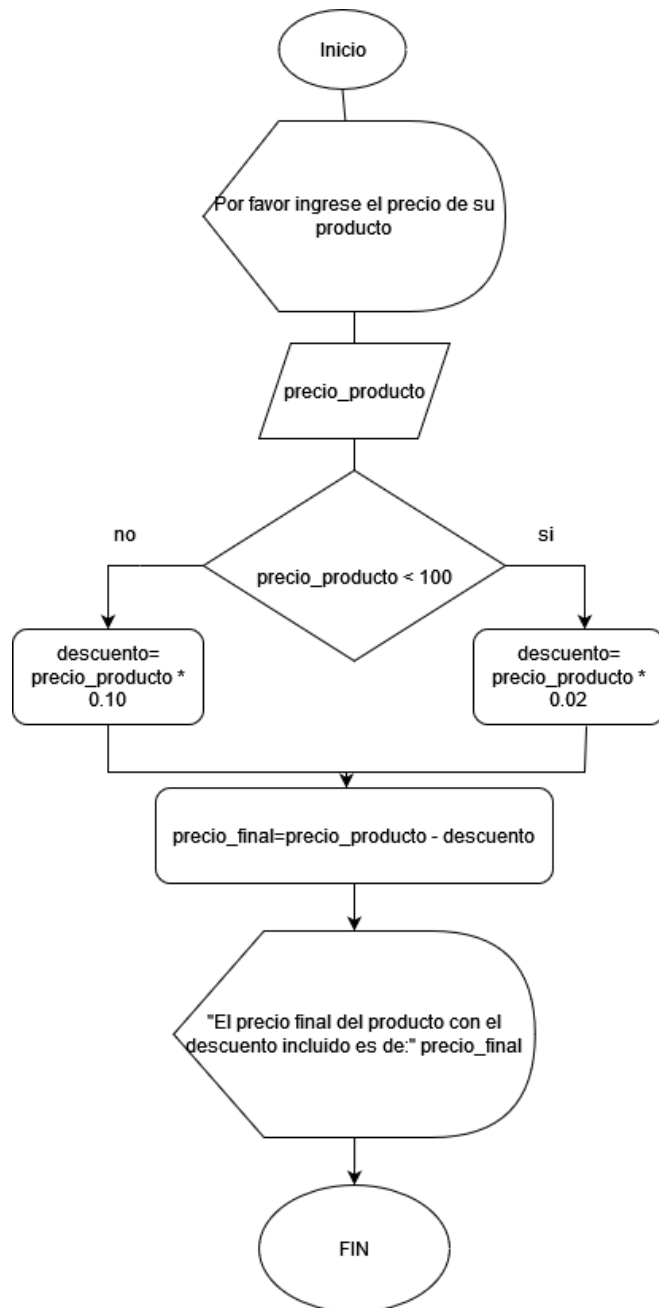 Inicio
Por favor ingrese el precio de su
producto
precio_producto
no
si
precio_producto < 100
descuento=
precio_producto *
0.10
descuento=
precio_producto *
0.02
precio_final=precio_producto - descuento
"El precio final del producto con el
descuento incluido es de:" precio_final
FIN